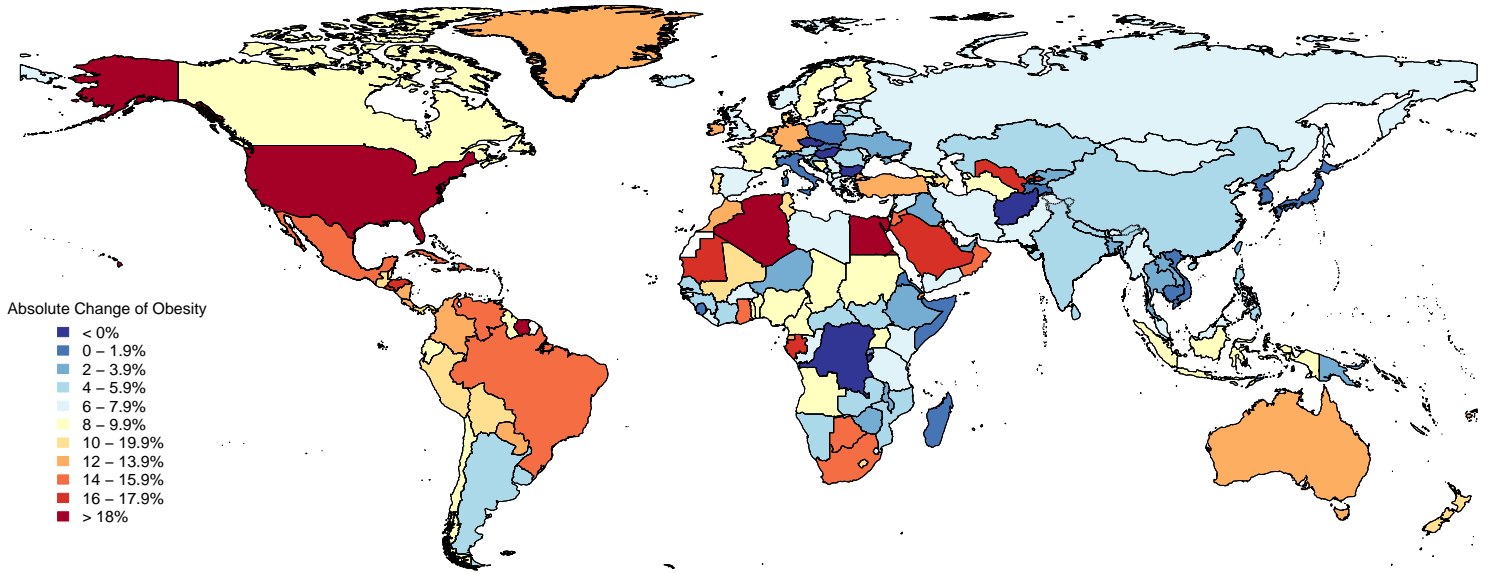 Absolute Change of Obesity
< 0%
0 – 1.9%
2 – 3.9%
4 – 5.9%
6 – 7.9%
8 – 9.9%
10 – 19.9%
12 – 13.9%
14 – 15.9%
16 – 17.9%
> 18%